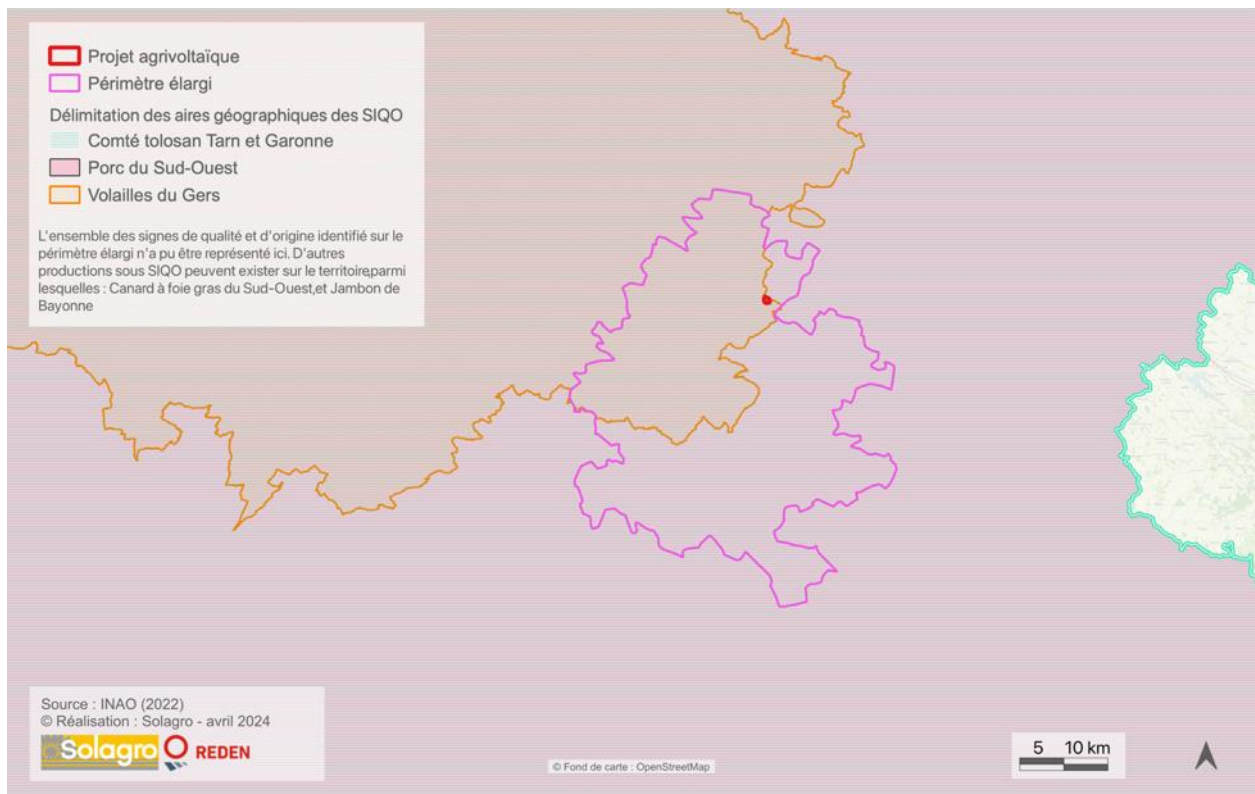 Projet agrivoltaïque
Périmètre élargi
Délimitation des aires géographiques des SIQO
Comté tolosan Tarn et Garonne
Porc du Sud-Ouest
Volailles du Gers
L'ensemble des signes de qualité et d'origine identifié sur le
périmètre élargi n'a pu être représenté ici. D'autres
productions sous SIQO peuvent exister sur le territoire,parmi
lesquelles : Canard à foie gras du Sud-Ouest,et Jambon de
Bayonne
Source : INAO (2022)
© Réalisation : Solagro - avril 2024
Solagro REDEN
© Fond de carte : OpenStreetMap
5 10 km